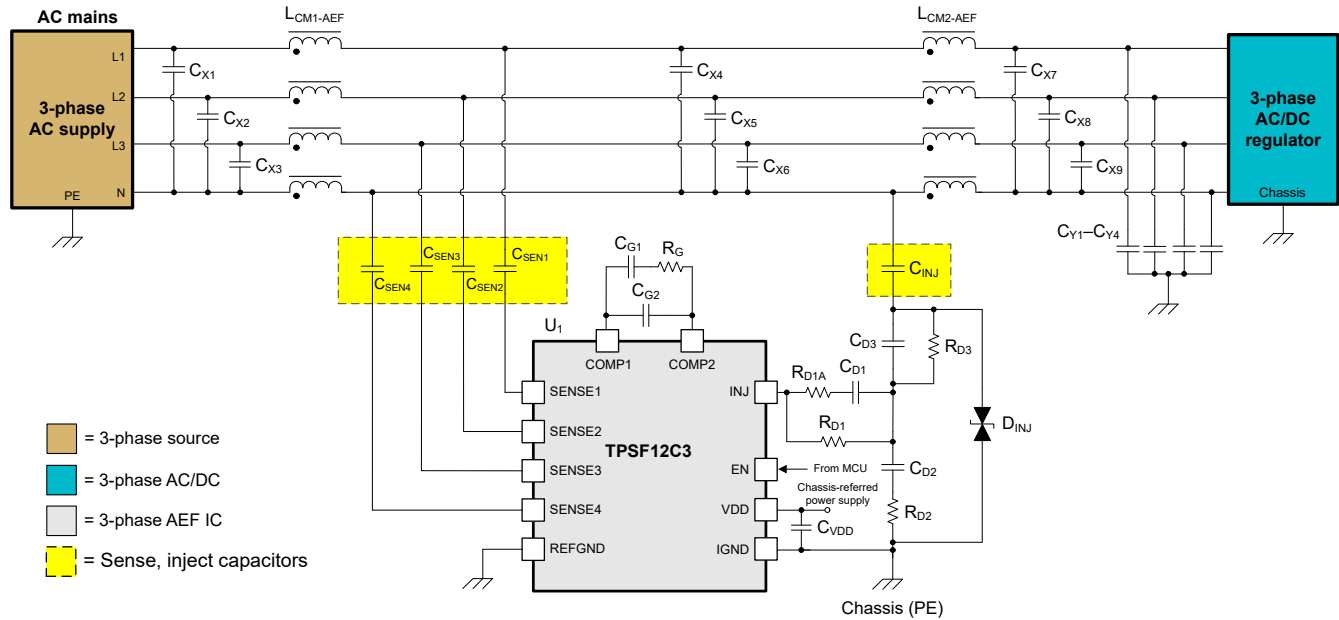 AC mains
L1
L2
L3
N
PE
3-phase
AC supply
LCM1-AEF
LCM2-AEF
CX1
CX2
CX3
CX4
CX5
CX6
CX7
CX8
CX9
3-phase
AC/DC
regulator
Chassis
CY1–CY4
CSEN4
CSEN3
CSEN2
CSEN1
CINJ
CG1
RG
CG2
U1
COMP1
COMP2
SENSE1
SENSE2
SENSE3
SENSE4
REFGND
TPSF12C3
INJ
EN
VDD
IGND
RD1A
CD1
RD1
CD3
RD3
DINJ
CD2
RD2
From MCU
Chassis-referred
power supply
CVDD
Chassis (PE)
= 3-phase source
= 3-phase AC/DC
= 3-phase AEF IC
= Sense, inject capacitors